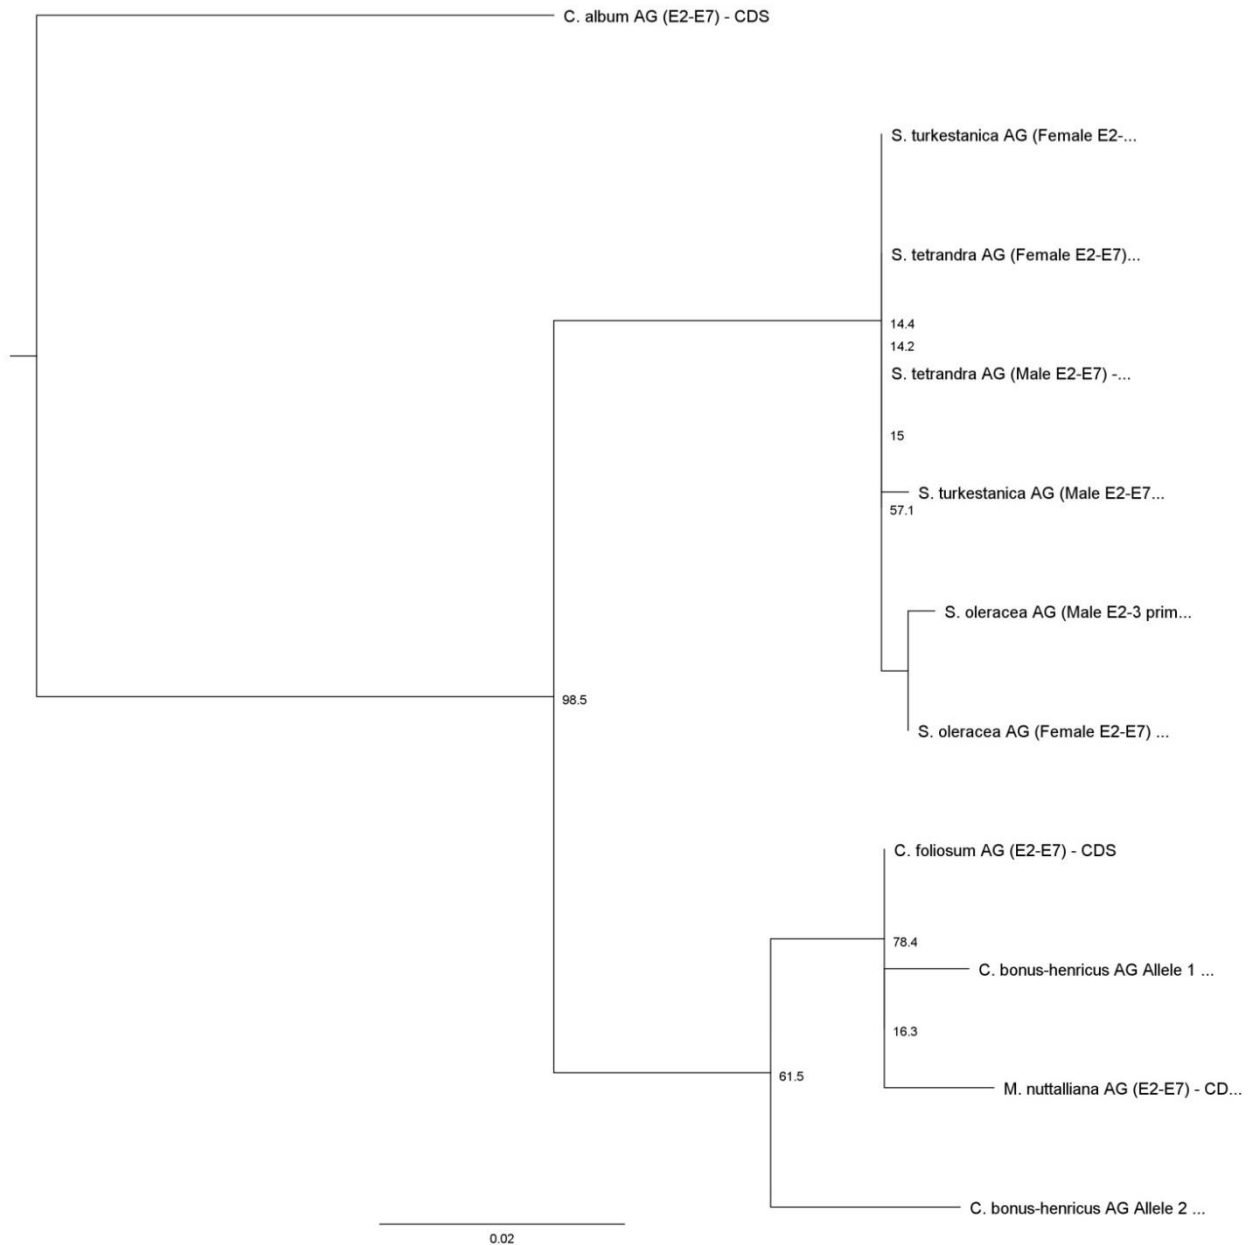 C. album AG (E2-E7) - CDS
S. turkestanica AG (Female E2-...
S. tetrandra AG (Female E2-E7)...
14.4
14.2
S. tetrandra AG (Male E2-E7) -...
15
S. turkestanica AG (Male E2-E7...
57.1
S. oleracea AG (Male E2-3 prim...
98.5
S. oleracea AG (Female E2-E7) ...
C. foliosum AG (E2-E7) - CDS
78.4
C. bonus-henricus AG Allele 1 ...
16.3
61.5
M. nuttalliana AG (E2-E7) - CD...
C. bonus-henricus AG Allele 2 ...
0.02